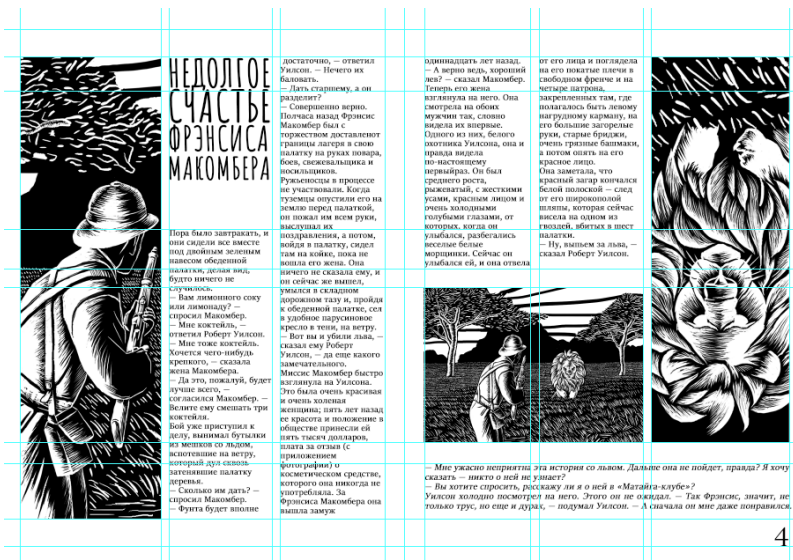 НЕДОЛГОЕ
СЧАСТЬЕ
ФРЭНСИСА
МАКОМБЕРА
Пора было завтракать, и
они сидели все вместе
под двойным зеленым
навесом обеденной
палатки, делая вид,
будто ничего не
случилось.
— Вам лимонного соку
или лимонаду? —
спросил Макомбер.
— Мне коктейль, —
ответил Роберт Уилсон.
— Мне тоже коктейль.
Хочется чего-нибудь
крепкого, — сказала
жена Макомбера.
— Да это, пожалуй, будет
лучше всего, —
согласился Макомбер. —
Велите ему смешать три
коктейля.
Бой уже приступил к
делу, вынимал бутылки
из мешков со льдом,
вспотевшие на ветру,
который дул сквозь
затенявшие палатку
деревья.
— Сколько им дать? —
спросил Макомбер.
— Фунта будет вполне
достаточно, — ответил
Уилсон. — Нечего их
баловать.
— Дать старшему, а он
разделит?
— Совершенно верно.
Полчаса назад Фрэнсис
Макомбер был с
торжеством доставленот
границы лагеря в свою
палатку на руках повара,
боев, свежевальщика и
носильщиков.
Ружьеносцы в процессе
не участвовали. Когда
туземцы опустили его на
землю перед палаткой,
он пожал им всем руки,
выслушал их
поздравления, а потом,
войдя в палатку, сидел
там на койке, пока не
вошла его жена. Она
ничего не сказала ему, и
он сейчас же вышел,
умылся в складном
дорожном тазу и, пройдя
к обеденной палатке, сел
в удобное парусиновое
кресло в тени, на ветру.
— Вот вы и убили льва, —
сказал ему Роберт
Уилсон, — да еще какого
замечательного.
Миссис Макомбер быстро
взглянула на Уилсона.
Это была очень красивая
и очень холеная
женщина; пять лет назад
ее красота и положение в
обществе принесли ей
пять тысяч долларов,
плата за отзыв (с
приложением
фотографии) о
косметическом средстве,
которого она никогда не
употребляла. За
Фрэнсиса Макомбера она
вышла замуж
одиннадцать лет назад.
— А верно ведь, хороший
лев? — сказал Макомбер.
Теперь его жена
взглянула на него. Она
смотрела на обоих
мужчин так, словно
видела их впервые.
Одного из них, белого
охотника Уилсона, она и
правда видела
по-настоящему
первыйраз. Он был
среднего роста,
рыжеватый, с жесткими
усами, красным лицом и
очень холодными
голубыми глазами, от
которых, когда он
улыбался, разбегались
веселые белые
морщинки. Сейчас он
улыбался ей, и она отвела
от его лица и поглядела
на его покатые плечи в
свободном френче и на
четыре патрона,
закрепленных там, где
полагалось быть левому
нагрудному карману, на
его большие загорелые
руки, старые бриджи,
очень грязные башмаки,
а потом опять на его
красное лицо.
Она заметала, что
красный загар кончался
белой полоской — след
от его широкополой
шляпы, которая сейчас
висела на одном из
гвоздей, вбитых в шест
палатки.
— Ну, выпьем за льва, —
сказал Роберт Уилсон.
— Мне ужасно неприятна эта история со львом. Дальше она не пойдет, правда? Я хочу
сказать — никто о ней не узнает?
— Вы хотите спросить, расскажу ли я о ней в «Матайга-клубе»?
Уилсон холодно посмотрел на него. Этого он не ожидал. — Так Фрэнсис, значит, не
только трус, но еще и дурак, — подумал Уилсон. — А сначала он мне даже понравился.
4